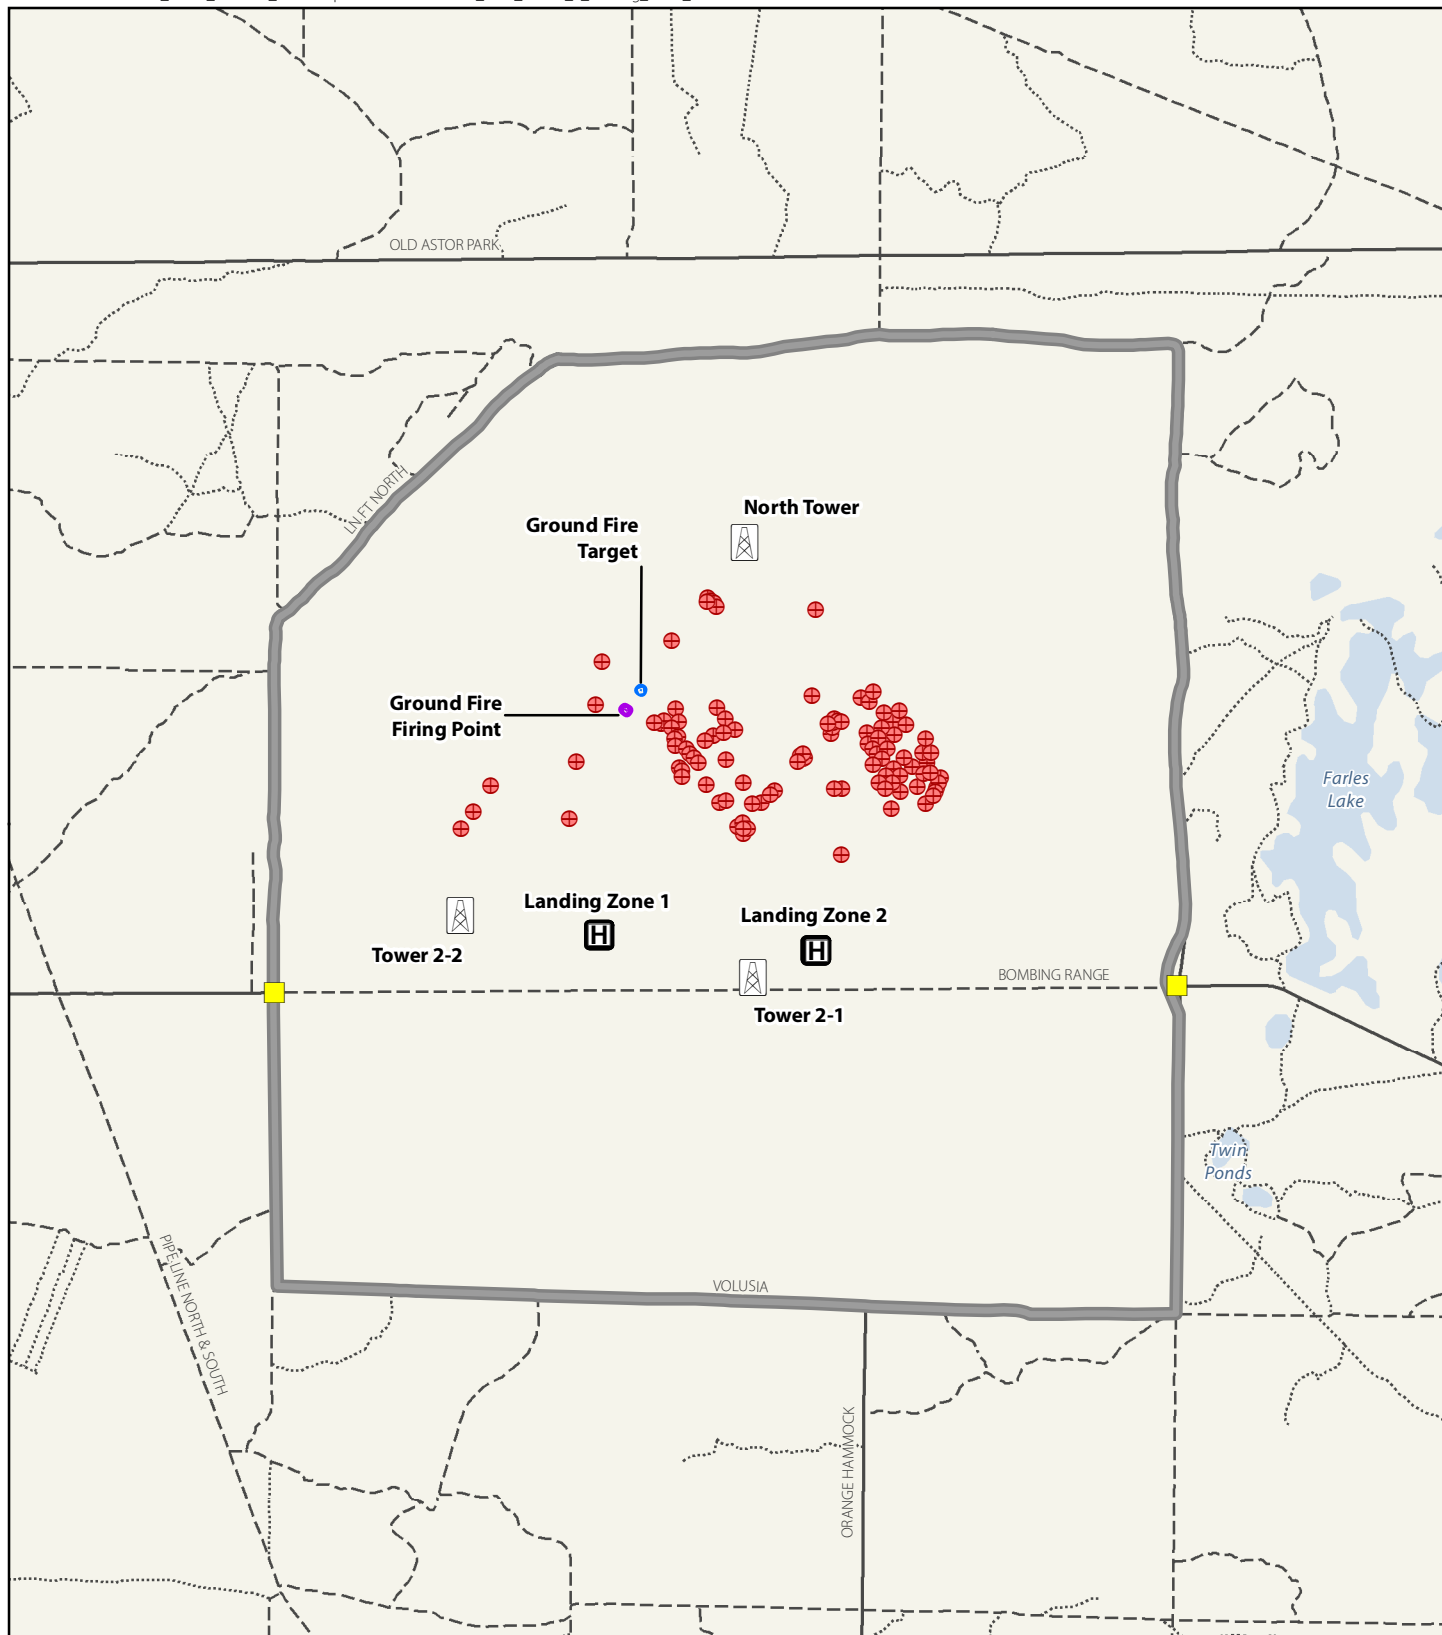 OLD ASTOR PARK
LN FT NORTH
North Tower
Ground Fire
Target
Ground Fire
Firing Point
Farles
Lake
Landing Zone 1
Landing Zone 2
Tower 2-2
BOMBING RANGE
Tower 2-1
Twin
Ponds
PIPE LINE NORTH & SOUTH
VOLUSIA
ORANGE HAMMOCK